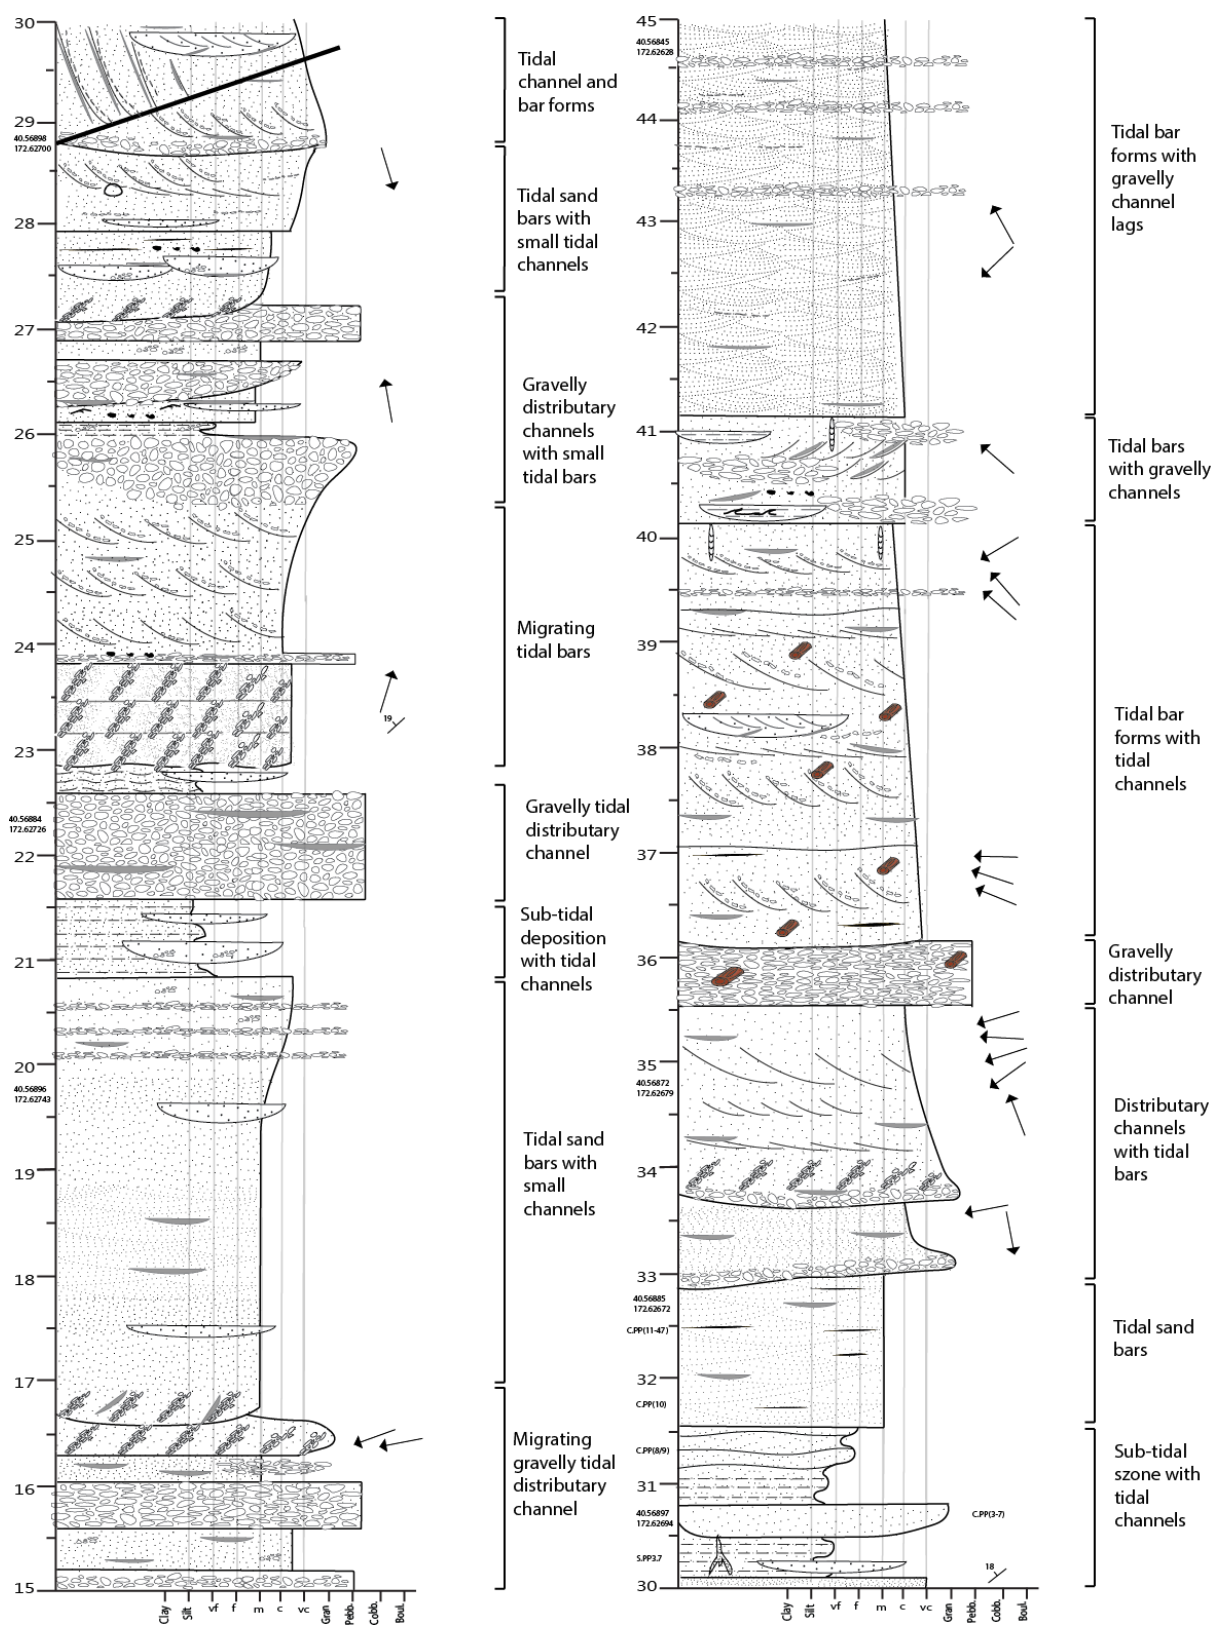 30
29
40.56898
172.62700
28
27
26
25
24
23
40.56884
172.62726
22
21
20
40.56896
172.62743
19
18
17
16
15
19
Clay
Silt
vf
f
m
c
vc
Gran
Pebb.
Cobb.
Boul.
Tidal
channel and
bar forms
Tidal sand
bars with
small tidal
channels
Gravelly
distributary
channels
with small
tidal bars
Migrating
tidal bars
Gravelly tidal
distributary
channel
Sub-tidal
deposition
with tidal
channels
Tidal sand
bars with
small
channels
Migrating
gravelly tidal
distributary
channel
45
40.56845
172.62628
44
43
42
41
40
39
38
37
36
35
40.56872
172.62679
34
33
40.56885
172.62672
C.PP(11-47)
32
C.PP(10)
C.PP(8/9)
31
40.56897
172.62694
C.PP(3-7)
S.PP3.7
30
18
Clay
Silt
vf
f
m
c
vc
Gran
Pebb.
Cobb.
Boul.
Tidal bar
forms with
gravelly
channel
lags
Tidal bars
with gravelly
channels
Tidal bar
forms with
tidal
channels
Gravelly
distributary
channel
Distributary
channels
with tidal
bars
Tidal sand
bars
Sub-tidal
szone with
tidal
channels